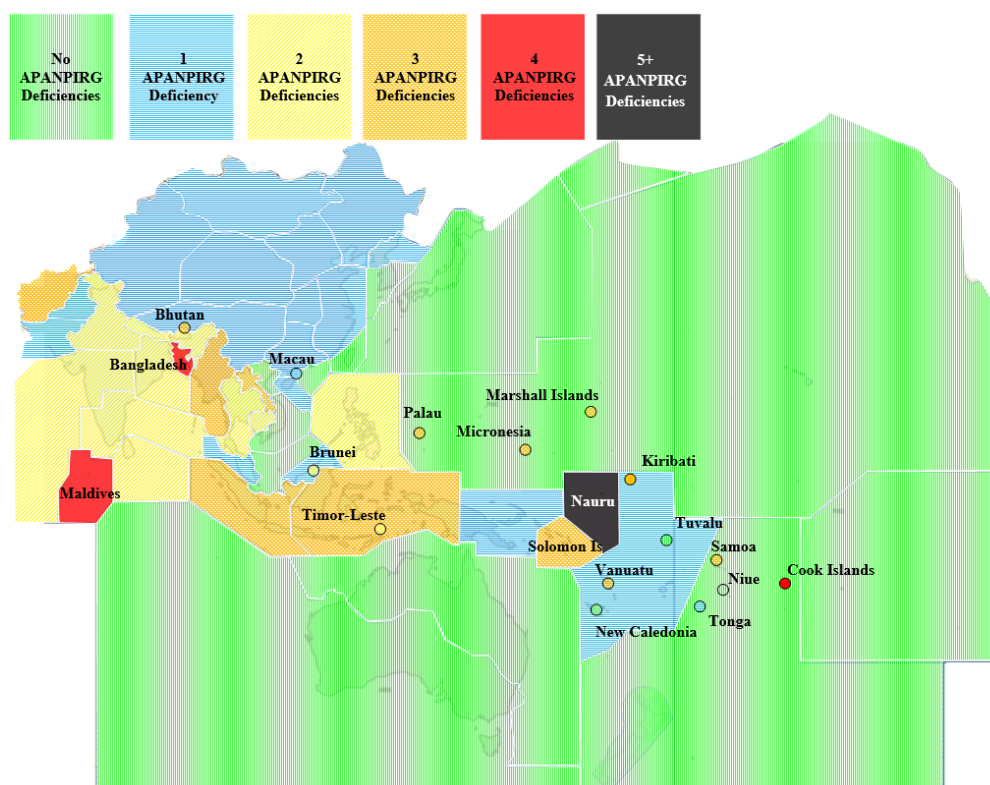 No
APANPIRG
Deficiencies
1
APANPIRG
Deficiency
2
APANPIRG
Deficiencies
3
APANPIRG
Deficiencies
4
APANPIRG
Deficiencies
5+
APANPIRG
Deficiencies
Bhutan
Bangladesh
Macau
Marshall Islands
Palau
Micronesia
Brunei
Kiribati
Maldives
Nauru
Timor-Leste
Tuvalu
Solomon Is
Samoa
Vanuatu
Niue
Cook Islands
New Caledonia
Tonga